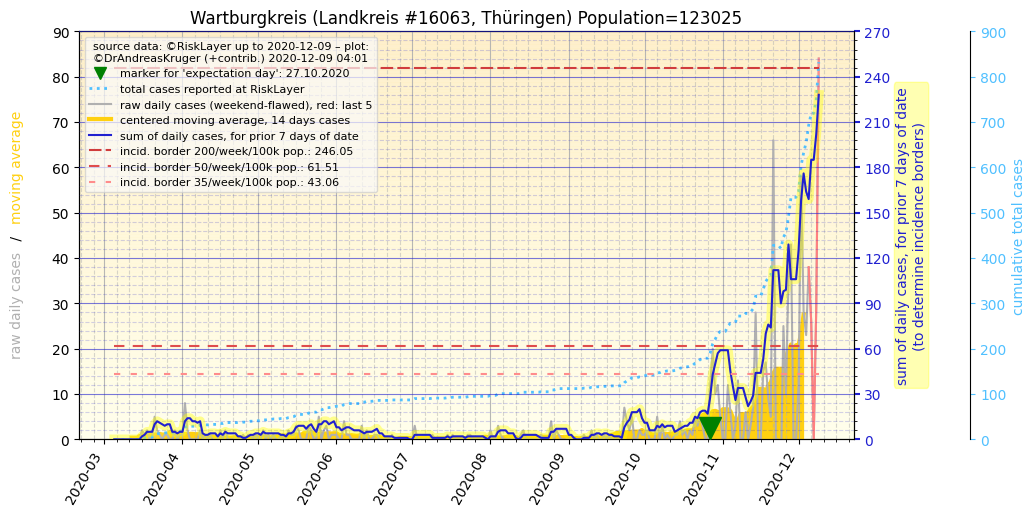 Wartburgkreis (Landkreis #16063, Thüringen) Population=123025
source data: ©RiskLayer up to 2020-12-09 – plot:
©DrAndreasKruger (+contrib.) 2020-12-09 04:01
marker for 'expectation day': 27.10.2020
total cases reported at RiskLayer
raw daily cases (weekend-flawed), red: last 5
centered moving average, 14 days cases
sum of daily cases, for prior 7 days of date
incid. border 200/week/100k pop.: 246.05
incid. border 50/week/100k pop.: 61.51
incid. border 35/week/100k pop.: 43.06
raw daily cases / moving average
90
80
70
60
50
40
30
20
10
0
2020-03
2020-04
2020-05
2020-06
2020-07
2020-08
2020-09
2020-10
2020-11
2020-12
270
240
210
180
150
120
90
60
30
0
sum of daily cases, for prior 7 days of date
(to determine incidence borders)
900
800
700
600
500
400
300
200
100
0
cumulative total cases